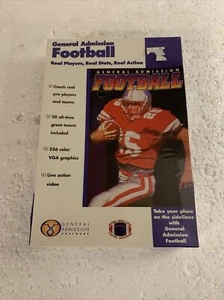 General Admission
Football
Real Players, Real Stats, Real Action
GENERAL ADMISSION
FOOTBALL
Coach real
pro players and
teams
20 all-time
great teams
included
256 color
VGA graphics
Live action
video
GENERAL
ADMISSION
SOFTWARE
Take your place
on the sidelines
with General
Admission
Football